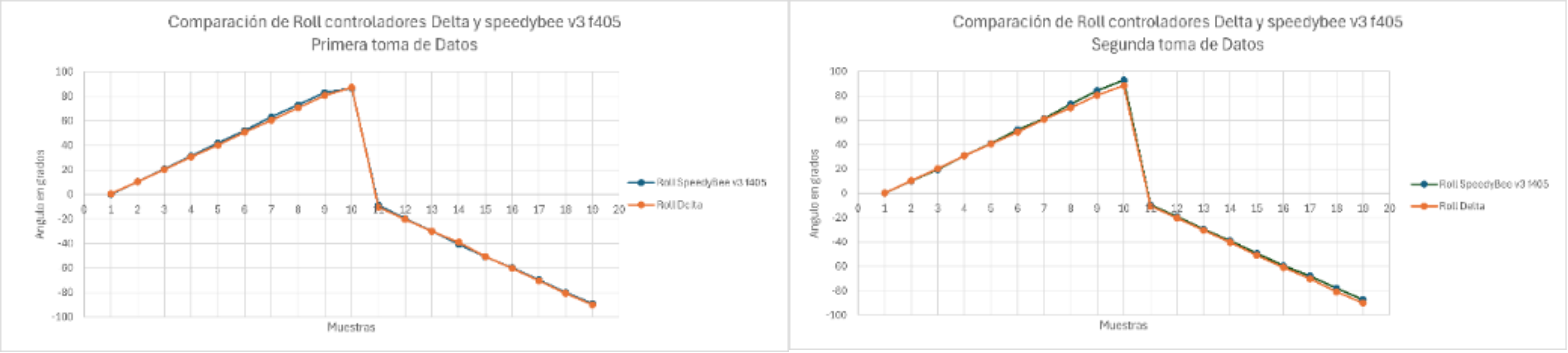 Comparación de Roll controladores Delta y speedybee v3 f405
Primera toma de Datos
100
80
60
40
20
0
-20
-40
-60
-80
-100
0 1 2 3 4 5 6 7 8 9 10 11 12 13 14 15 16 17 18 19 20
Angulo en grados
Muestras
Roll SpeedyBee v3 f405
Roll Delta
Comparación de Roll controladores Delta y speedybee v3 f405
Segunda toma de Datos
100
80
60
40
20
0
-20
-40
-60
-80
-100
0 1 2 3 4 5 6 7 8 9 10 11 12 13 14 15 16 17 18 19 20
Angulo en grados
Muestras
Roll SpeedyBee v3 f405
Roll Delta